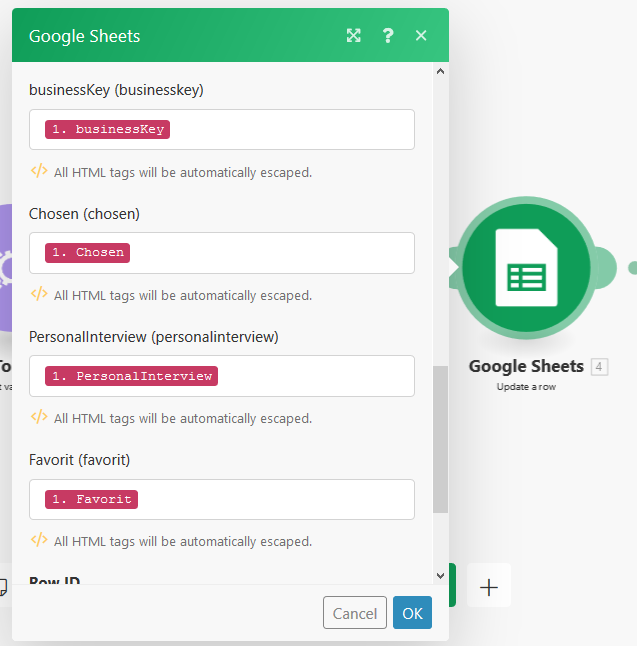 Google Sheets
?
businessKey (businesskey)
1. businessKey
</> All HTML tags will be automatically escaped.
Chosen (chosen)
1. Chosen
</> All HTML tags will be automatically escaped.
PersonalInterview (personalinterview)
1. PersonalInterview
</> All HTML tags will be automatically escaped.
Favorit (favorit)
1. Favorit
</> All HTML tags will be automatically escaped.
Row ID
Cancel
OK
Google Sheets 4
Update a row